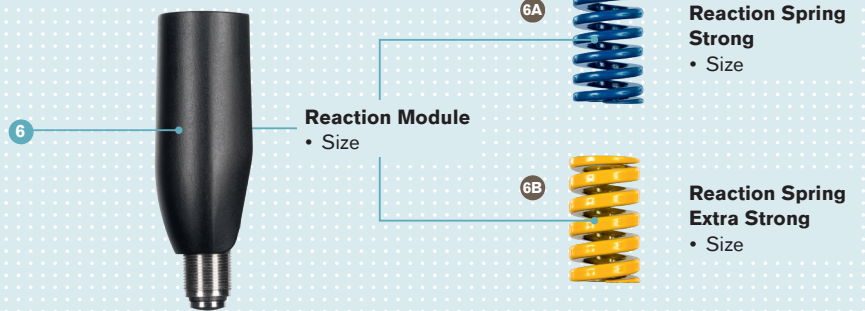 6A
Reaction Spring
Strong
• Size
6
Reaction Module
• Size
6B
Reaction Spring
Extra Strong
• Size